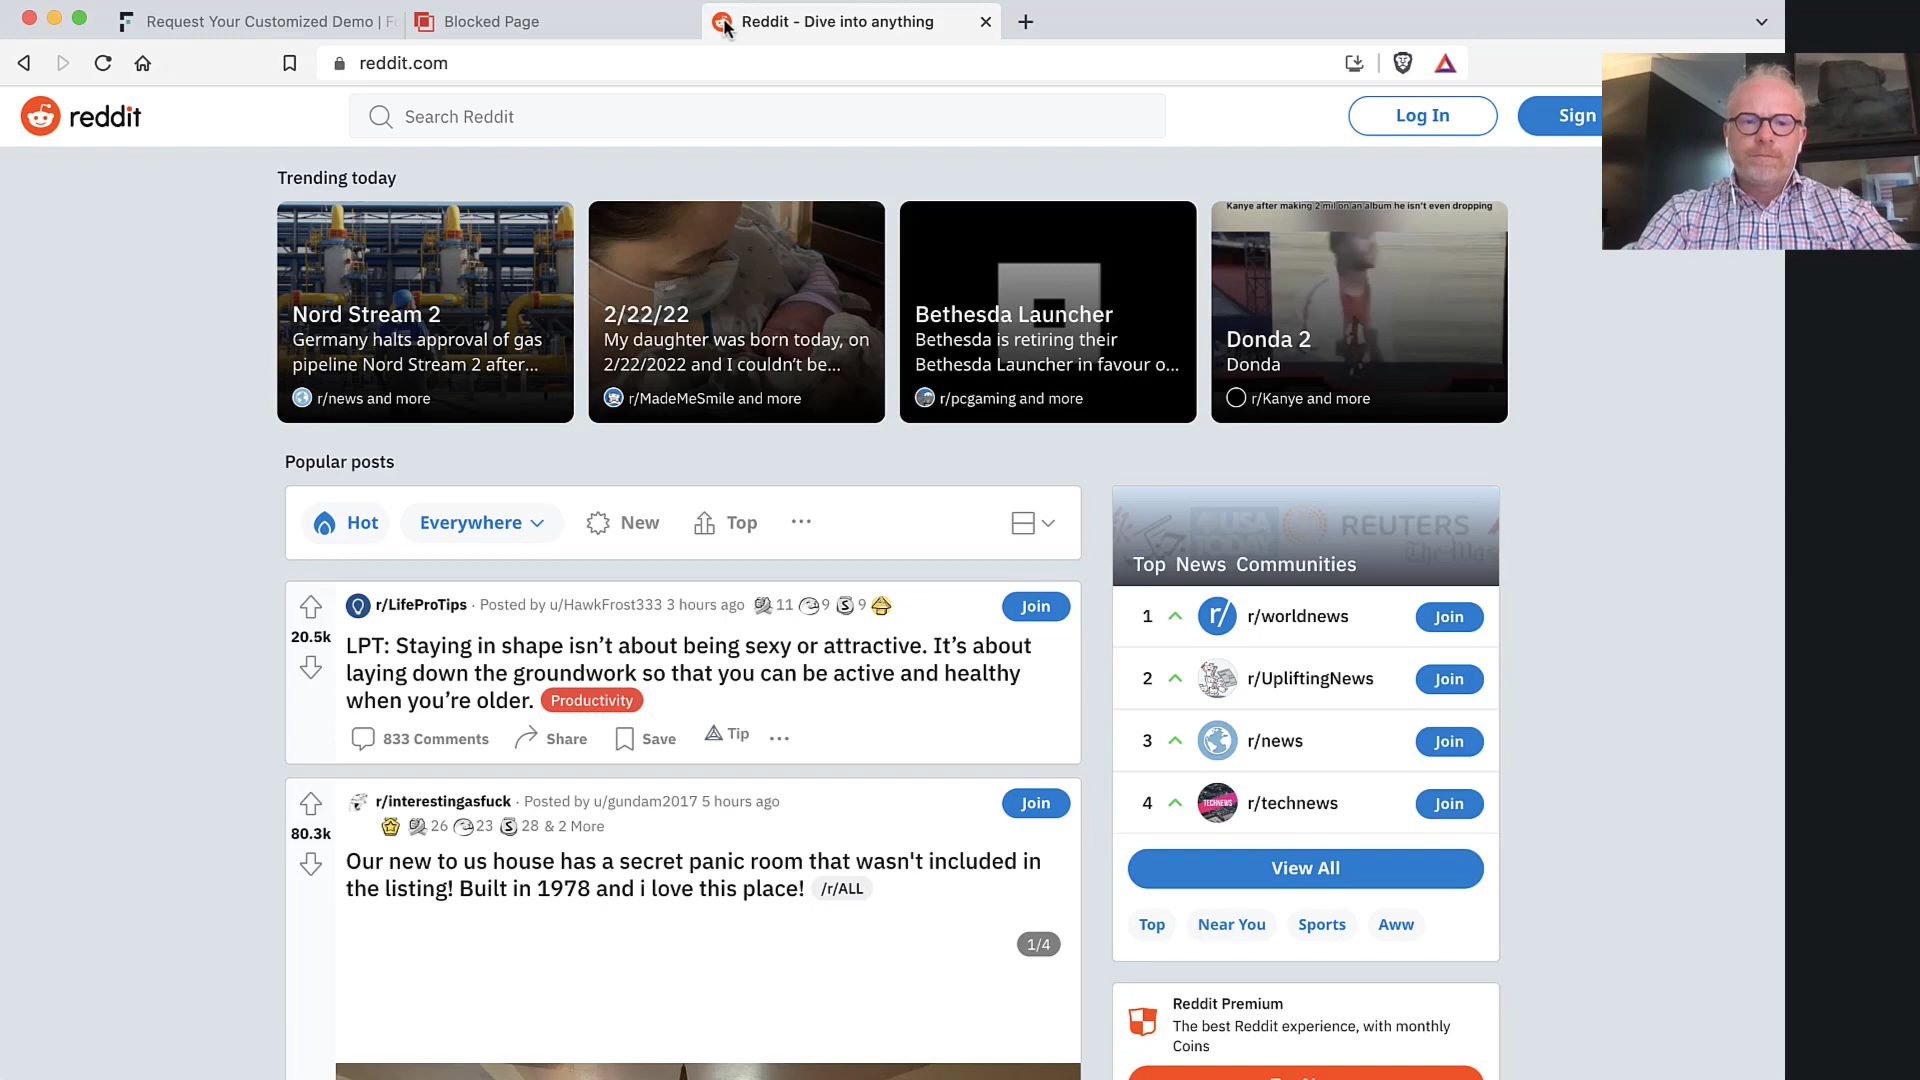 Request Your Customized Demo | Fo
Blocked Page
Reddit - Dive into anything
reddit.com
reddit
Search Reddit
Log In
Sign
Trending today
Kanye after making 2 mil on an album he isn't even dropping
Nord Stream 2
Germany halts approval of gas
pipeline Nord Stream 2 after...
r/news and more
2/22/22
My daughter was born today, on
2/22/2022 and I couldn't be...
r/MadeMeSmile and more
Bethesda Launcher
Bethesda is retiring their
Bethesda Launcher in favour o...
r/pcgaming and more
Donda 2
Donda
r/Kanye and more
Popular posts
Hot
Everywhere
New
Top
r/LifeProTips · Posted by u/HawkFrost333 3 hours ago 11 9 9
Join
20.5k
LPT: Staying in shape isn’t about being sexy or attractive. It’s about
laying down the groundwork so that you can be active and healthy
when you’re older. Productivity
833 Comments Share Save Tip ...
r/interestingasfuck · Posted by u/gundam2017 5 hours ago
Join
26 23 28 & 2 More
80.3k
Our new to us house has a secret panic room that wasn't included in
the listing! Built in 1978 and i love this place! /r/ALL
1/4
USA TODAY
REUTERS
The Was
Top News Communities
1 r/worldnews Join
2 r/UpliftingNews Join
3 r/news Join
4 TECHNEWS r/technews Join
View All
Top Near You Sports Aww
Reddit Premium
The best Reddit experience, with monthly
Coins